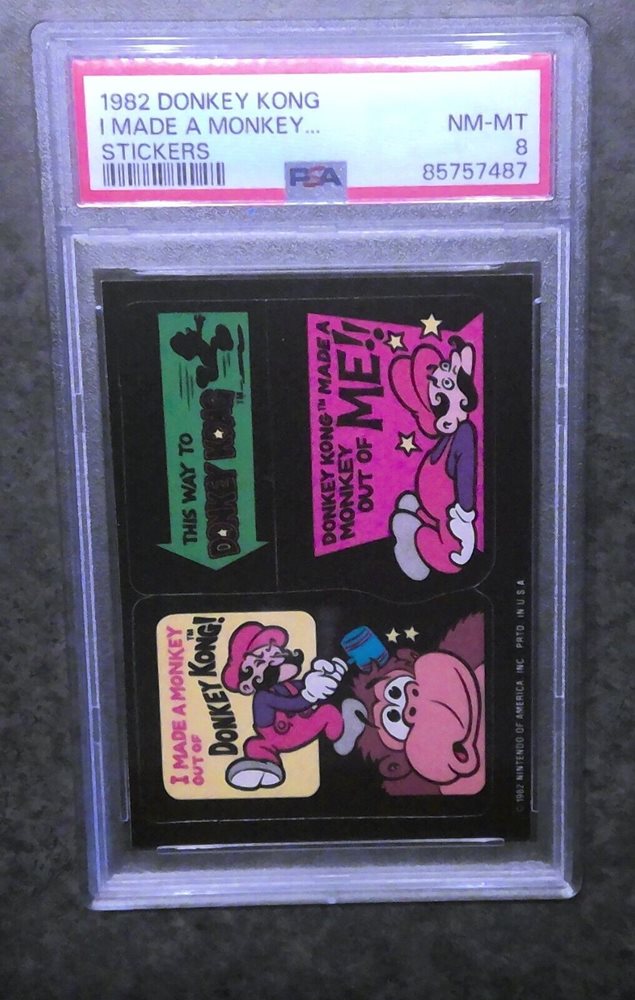 1982 DONKEY KONG
I MADE A MONKEY...
STICKERS
NM-MT
8
85757487
PSA
THIS WAY TO
DONKEY KONG™
DONKEY KONG™ MADE A
MONKEY
OUT OF ME!!
I MADE A MONKEY
OUT OF
DONKEY KONG!™
© 1982 NINTENDO OF AMERICA, INC. PRTD. IN U.S.A.